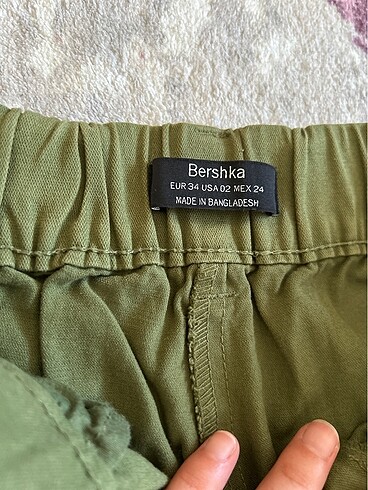 Bershka
EUR 34 USA 02 MEX 24
MADE IN BANGLADESH